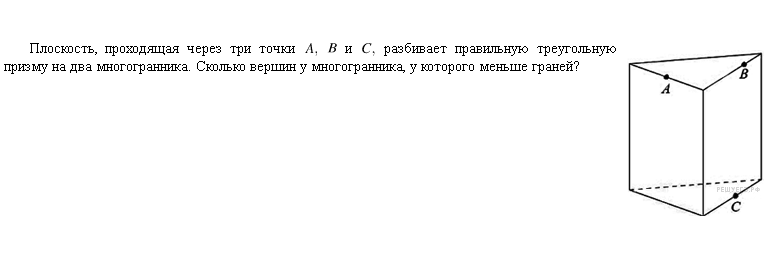 Плоскость, проходящая через три точки A, B и C, разбивает правильную треугольную
призму на два многогранника. Сколько вершин у многогранника, у которого меньше граней?
B
A
РЕШУЕГЭ.РФ
C